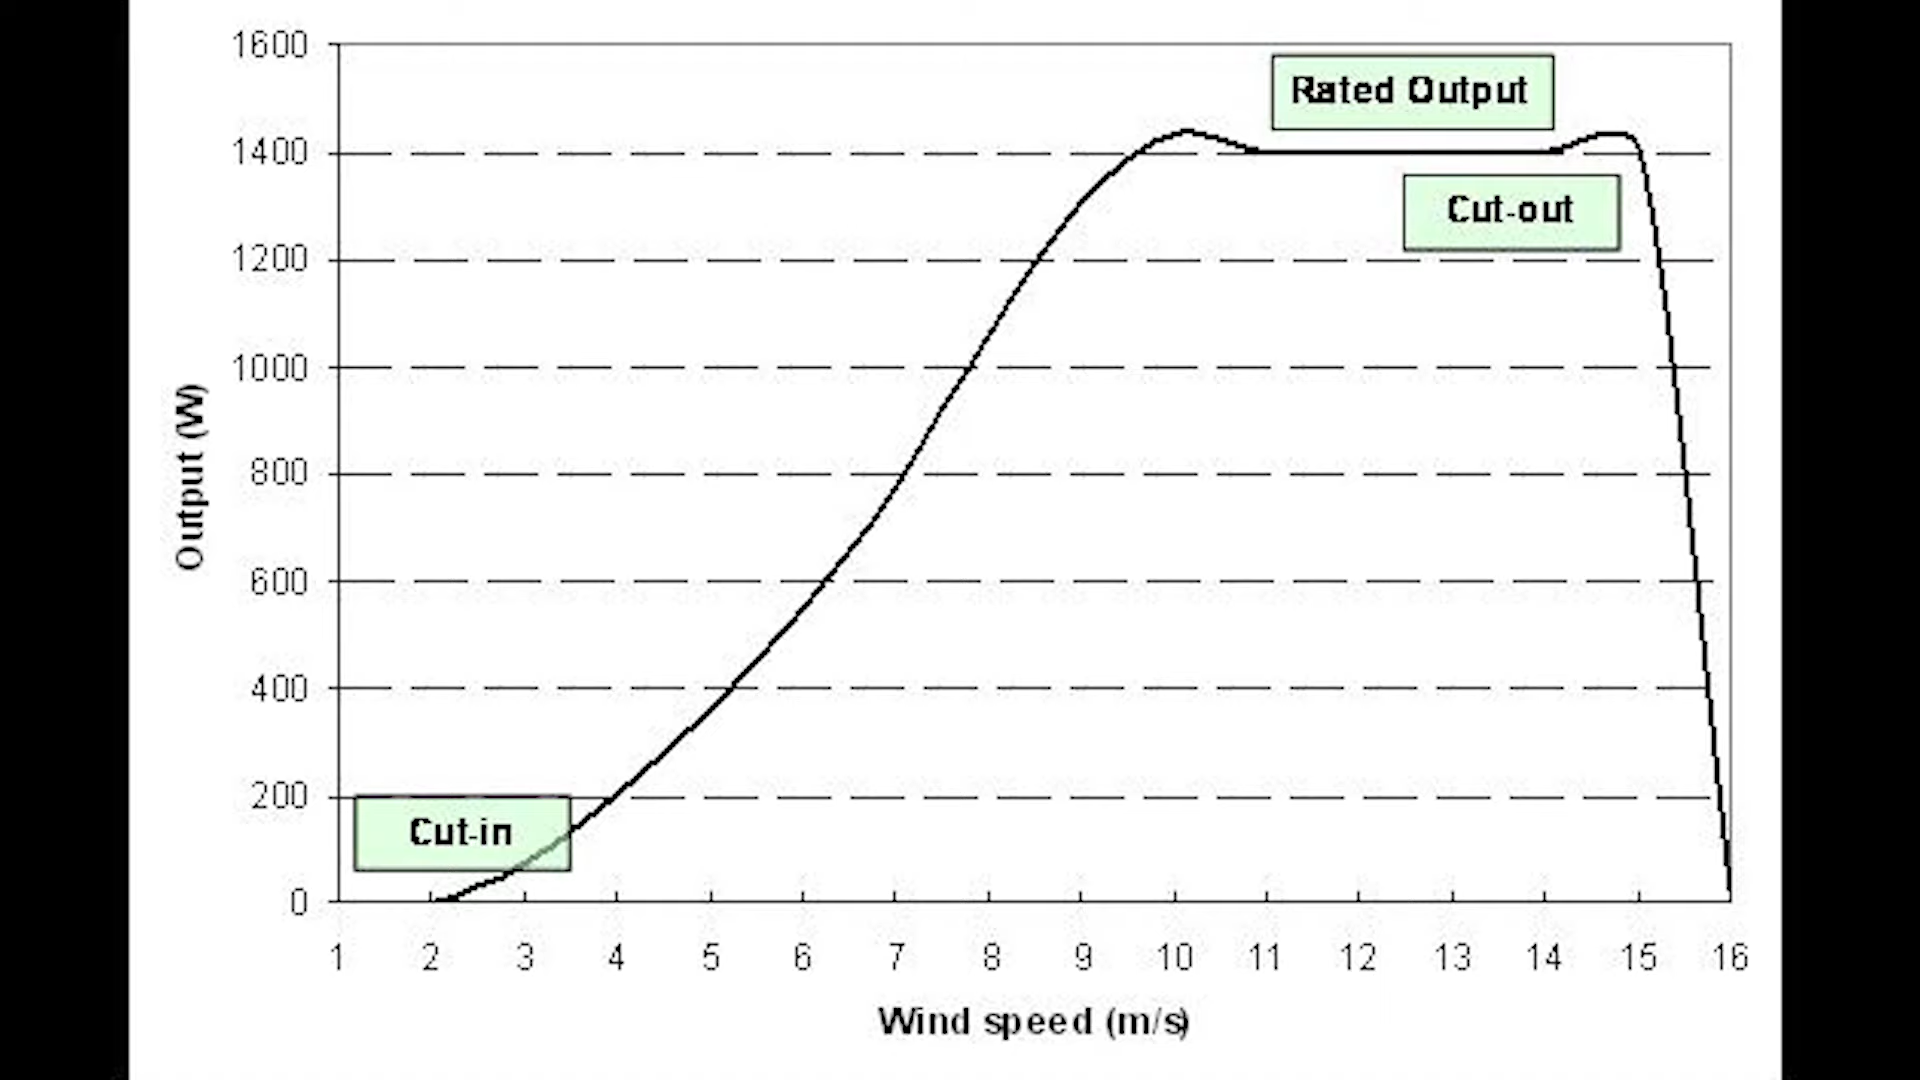 1600
1400
1200
1000
800
600
400
200
0
Output (W)
Rated Output
Cut-out
Cut-in
1 2 3 4 5 6 7 8 9 10 11 12 13 14 15 16
Wind speed (m/s)